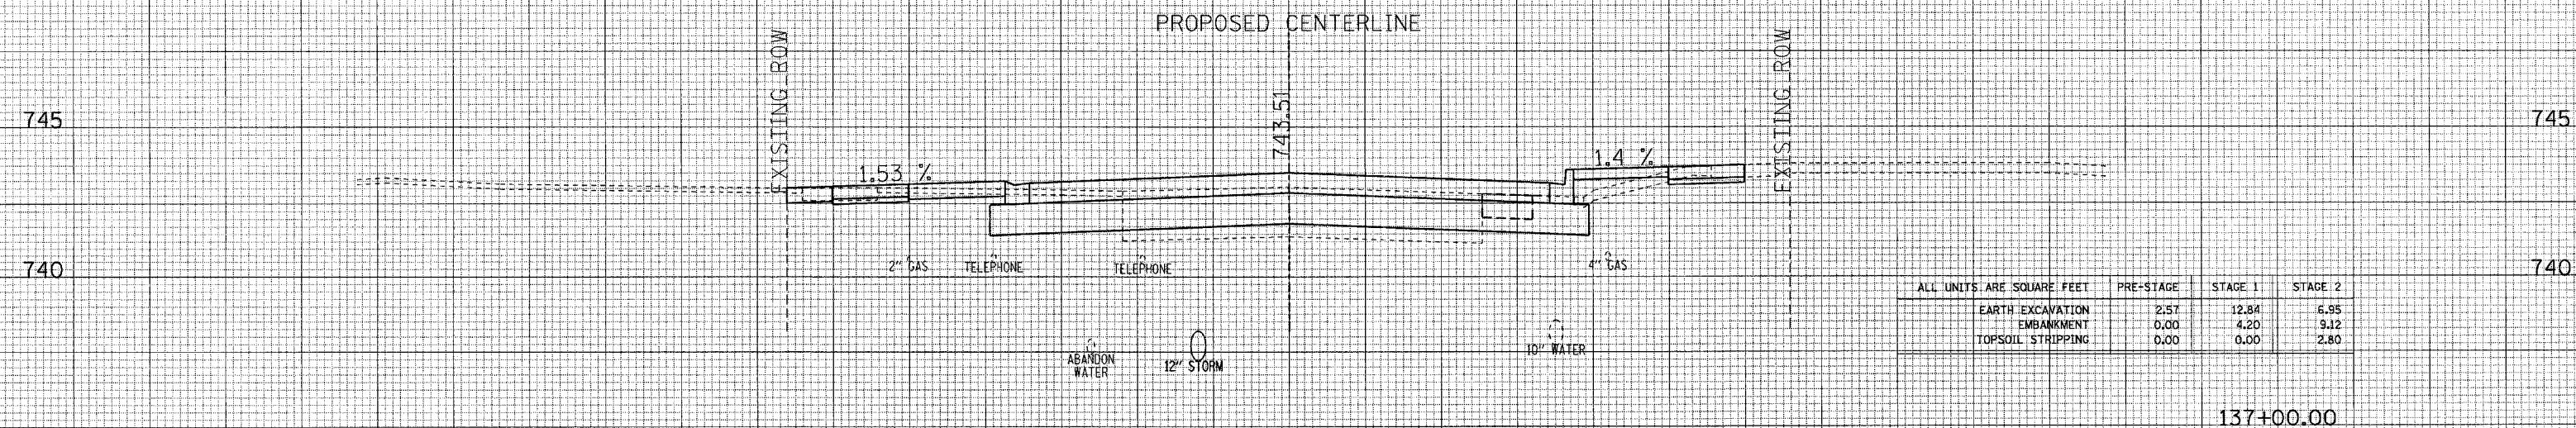 PROPOSED CENTERLINE
EXISTING ROW
EXISTING ROW
743.51
745
745
1.53 %
1.4 %
740
740
2" GAS
TELEPHONE
TELEPHONE
4" GAS
ABANDON
WATER
12" STORM
10" WATER
ALL UNITS ARE SQUARE FEET PRE-STAGE STAGE 1 STAGE 2
EARTH EXCAVATION 2.57 12.84 6.95
EMBANKMENT 0.00 4.20 9.12
TOPSOIL STRIPPING 0.00 0.00 2.80
137+00.00